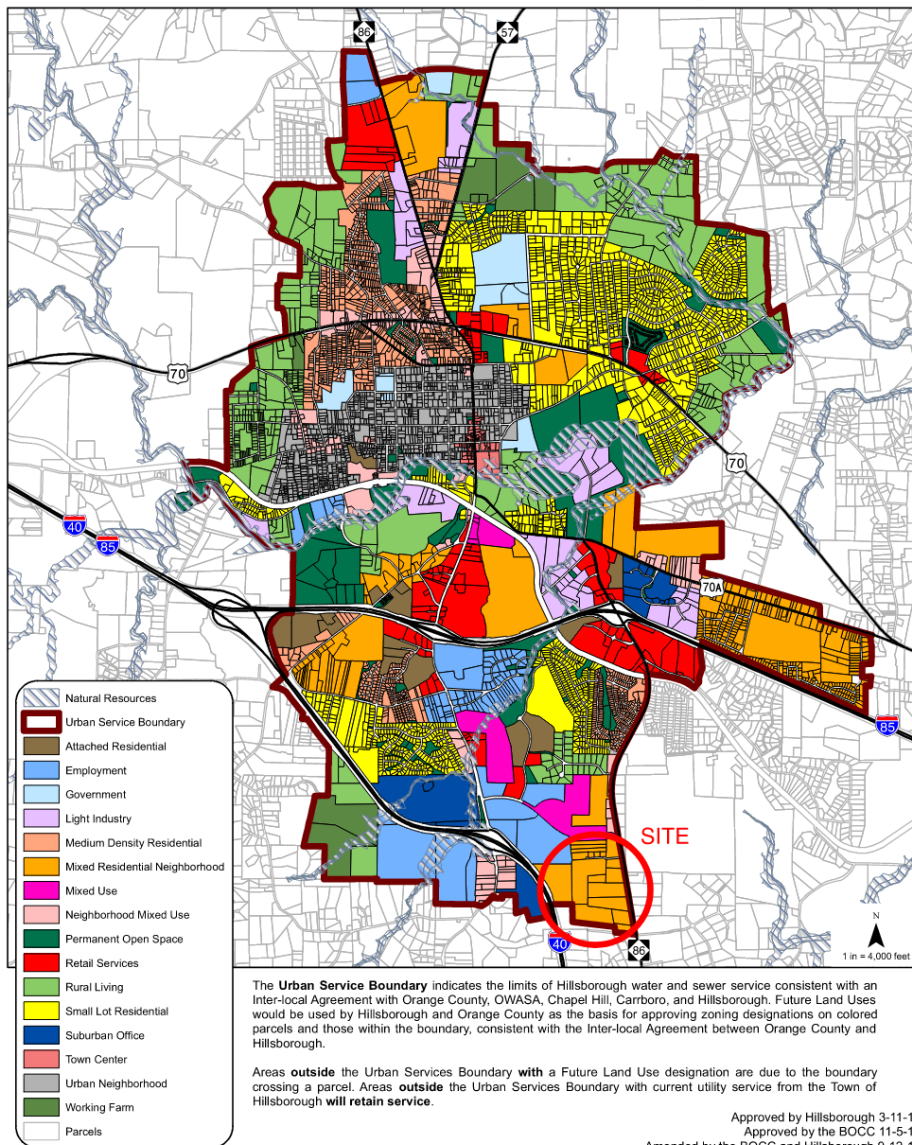 86
57
70
70
40
85
70A
85
SITE
40
86
N
1 in = 4,000 feet
Natural Resources
Urban Service Boundary
Attached Residential
Employment
Government
Light Industry
Medium Density Residential
Mixed Residential Neighborhood
Mixed Use
Neighborhood Mixed Use
Permanent Open Space
Retail Services
Rural Living
Small Lot Residential
Suburban Office
Town Center
Urban Neighborhood
Working Farm
Parcels
The Urban Service Boundary indicates the limits of Hillsborough water and sewer service consistent with an
Inter-local Agreement with Orange County, OWASA, Chapel Hill, Carrboro, and Hillsborough. Future Land Uses
would be used by Hillsborough and Orange County as the basis for approving zoning designations on colored
parcels and those within the boundary, consistent with the Inter-local Agreement between Orange County and
Hillsborough.
Areas outside the Urban Services Boundary with a Future Land Use designation are due to the boundary
crossing a parcel. Areas outside the Urban Services Boundary with current utility service from the Town of
Hillsborough will retain service.
Approved by Hillsborough 3-11-1
Approved by the BOCC 11-5-1